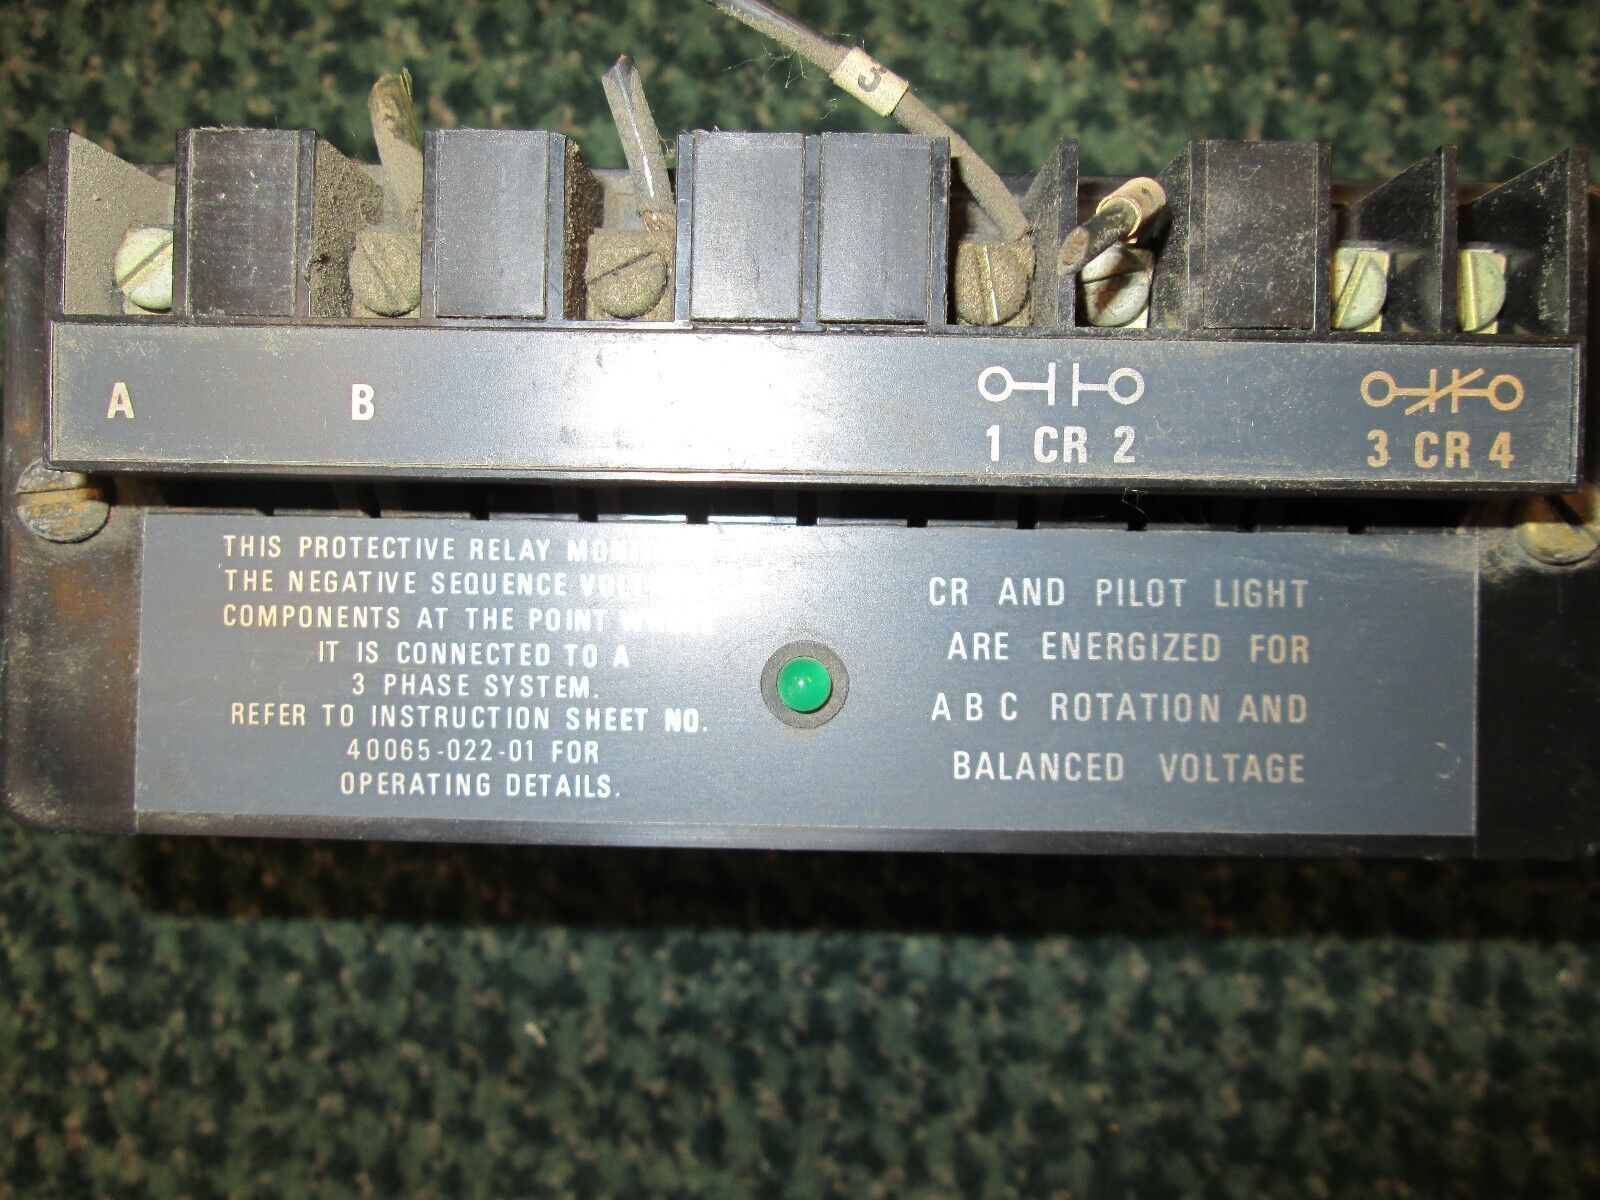 3
A B
1 CR 2 3 CR 4
THIS PROTECTIVE RELAY
THE NEGATIVE SEQUENCE
COMPONENTS AT THE POINT
IT IS CONNECTED TO A
3 PHASE SYSTEM.
REFER TO INSTRUCTION SHEET NO.
40065-022-01 FOR
OPERATING DETAILS.
CR AND PILOT LIGHT
ARE ENERGIZED FOR
A B C ROTATION AND
BALANCED VOLTAGE